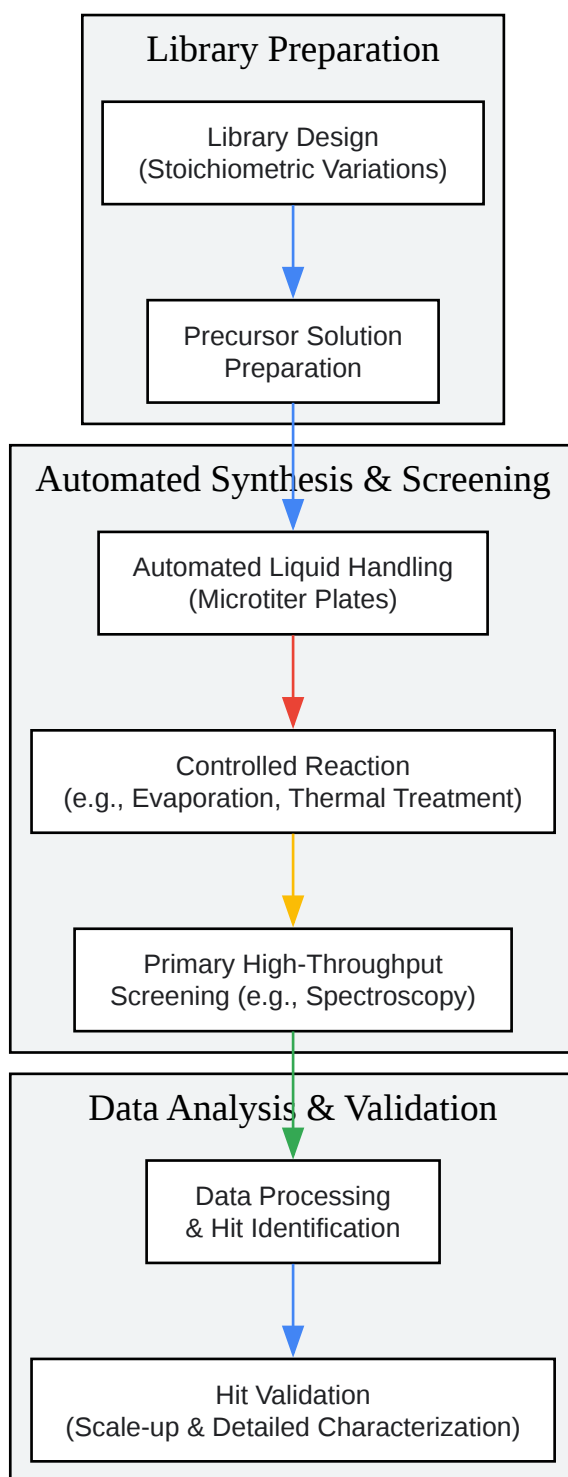 Library Preparation
Library Design
(Stoichiometric Variations)
Precursor Solution
Preparation
Automated Synthesis & Screening
Automated Liquid Handling
(Microtiter Plates)
Controlled Reaction
(e.g., Evaporation, Thermal Treatment)
Primary High-Throughput
Screening (e.g., Spectroscopy)
Data Analysis & Validation
Data Processing
& Hit Identification
Hit Validation
(Scale-up & Detailed Characterization)